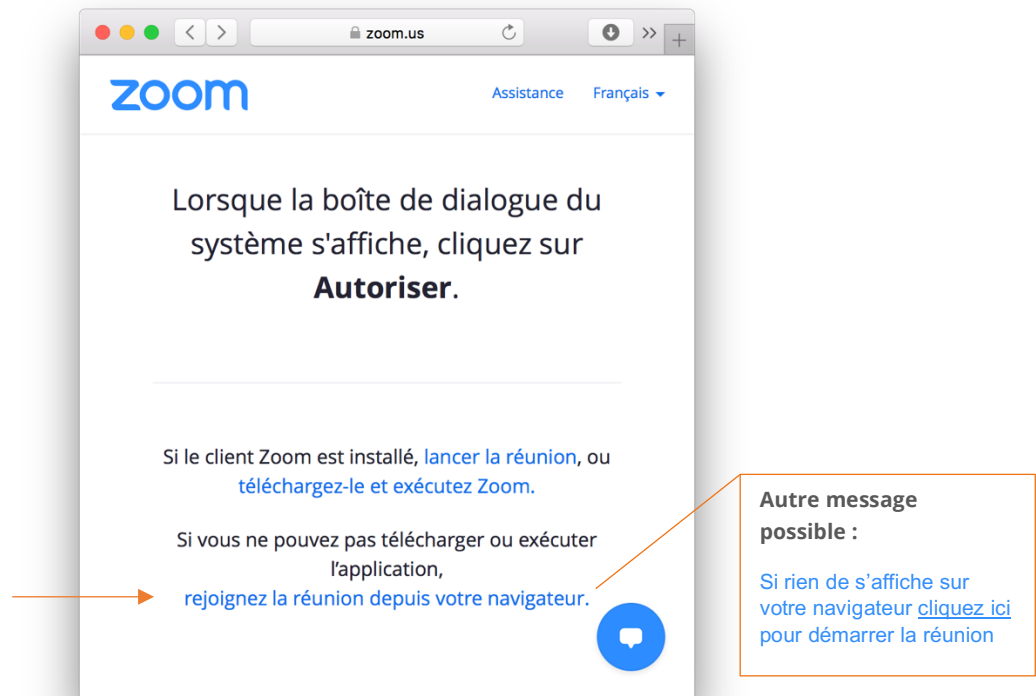 zoom.us
zoom
Assistance Français
Lorsque la boîte de dialogue du
système s'affiche, cliquez sur
Autoriser.
Si le client Zoom est installé, lancer la réunion, ou
téléchargez-le et exécutez Zoom.
Si vous ne pouvez pas télécharger ou exécuter
l'application,
rejoignez la réunion depuis votre navigateur.
Autre message
possible :
Si rien de s’affiche sur
votre navigateur cliquez ici
pour démarrer la réunion